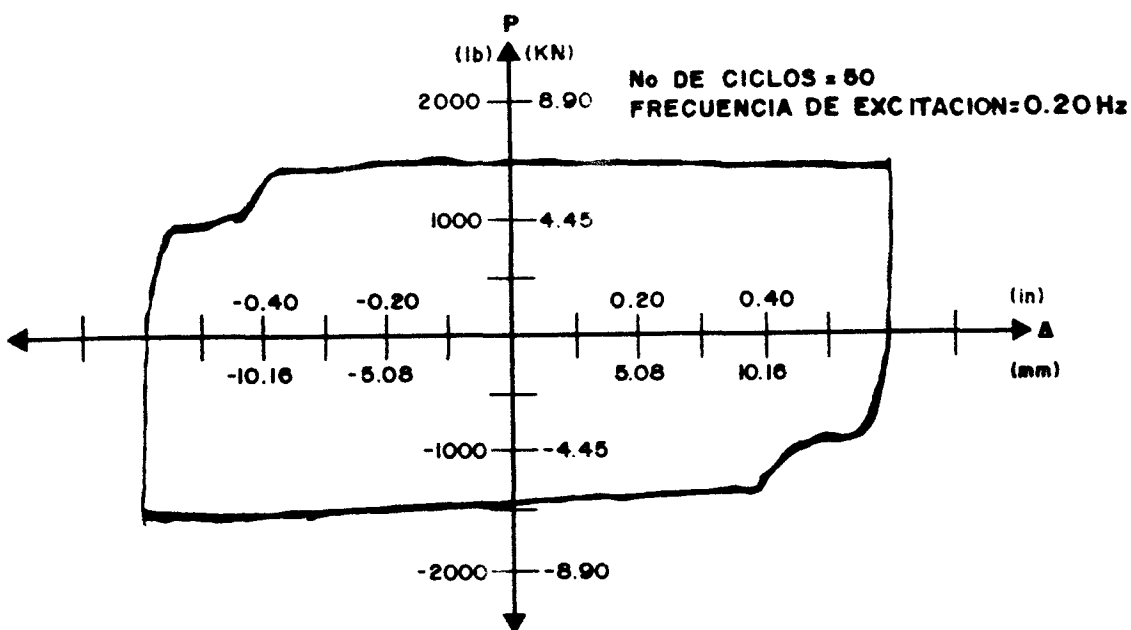 P
(lb) (KN)
No DE CICLOS = 50
FRECUENCIA DE EXCITACION=0.20 Hz
2000 8.90
1000 4.45
-0.40 -0.20 0.20 0.40 (in)
Δ
-10.16 -5.08 5.08 10.16 (mm)
-1000 -4.45
-2000 -8.90